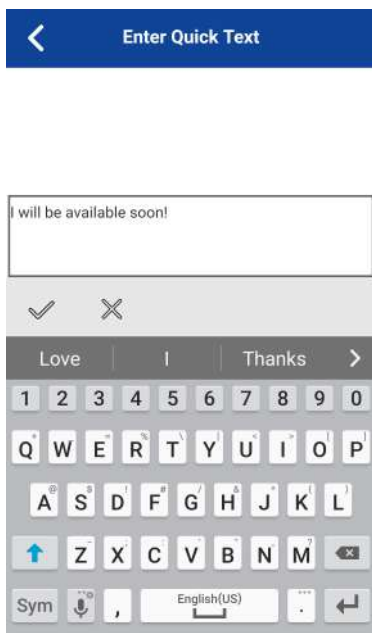 Enter Quick Text
I will be available soon!
Love I Thanks
1 2 3 4 5 6 7 8 9 0
Q W E R T Y U I O P
A S D F G H J K L
Z X C V B N M
Sym , English(US) .